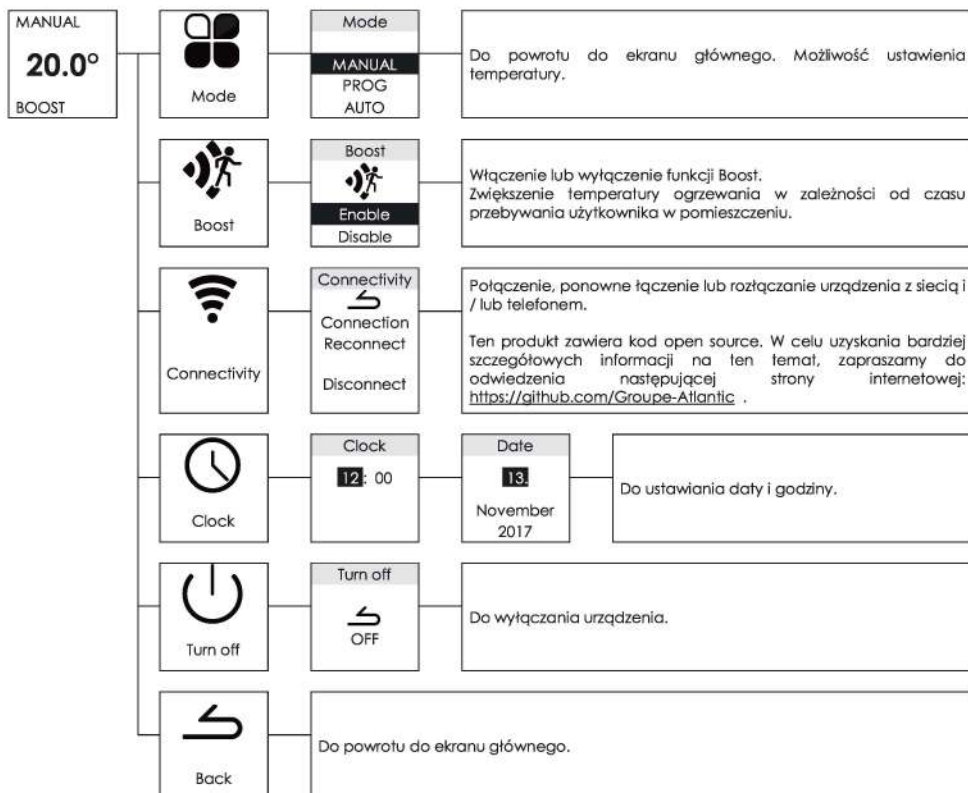 MANUAL
20.0°
BOOST
Mode
Mode
MANUAL
PROG
AUTO
Do powrotu do ekranu głównego. Możliwość ustawienia
temperatury.
Boost
Boost
Enable
Disable
Włączenie lub wyłączenie funkcji Boost.
Zwiększenie temperatury ogrzewania w zależności od czasu
przebywania użytkownika w pomieszczeniu.
Connectivity
Connectivity
Connection
Reconnect
Disconnect
Połączenie, ponowne łączenie lub rozłączanie urządzenia z siecią i
/ lub telefonem.
Ten produkt zawiera kod open source. W celu uzyskania bardziej
szczegółowych informacji na ten temat, zapraszamy do
odwiedzenia następującej strony internetowej:
https://github.com/Groupe-Atlantic .
Clock
Clock
12: 00
Date
13.
November
2017
Do ustawiania daty i godziny.
Turn off
Turn off
OFF
Do wyłączania urządzenia.
Back
Do powrotu do ekranu głównego.